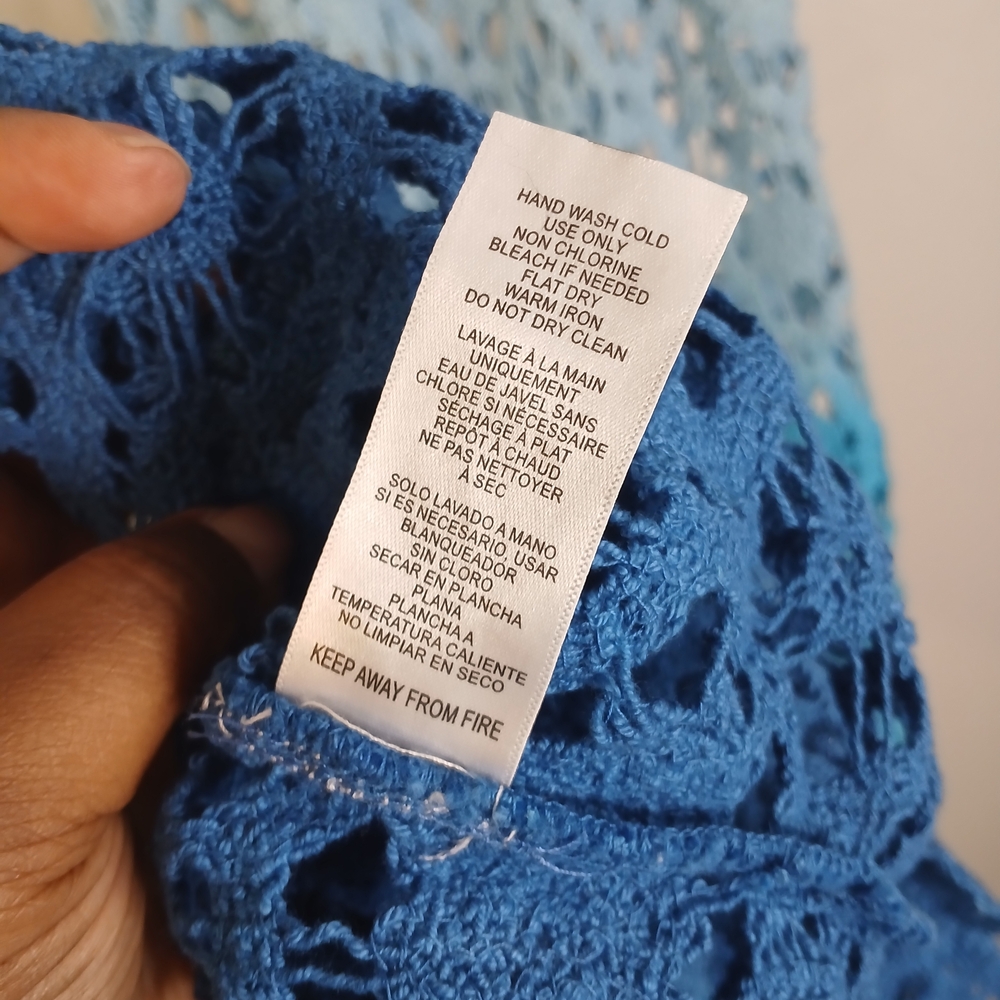 HAND WASH COLD
USE ONLY
NON CHLORINE
BLEACH IF NEEDED
FLAT DRY
WARM IRON
DO NOT DRY CLEAN
LAVAGE À LA MAIN
UNIQUEMENT
EAU DE JAVEL SANS
CHLORE SI NÉCESSAIRE
SÉCHAGE À PLAT
REPÔT À CHAUD
NE PAS NETTOYER
À SEC
SOLO LAVADO A MANO
SI ES NECESARIO, USAR
BLANQUEADOR
SIN CLORO
SECAR EN PLANCHA
PLANA
PLANCHA A
TEMPERATURA CALIENTE
NO LIMPIAR EN SECO
KEEP AWAY FROM FIRE